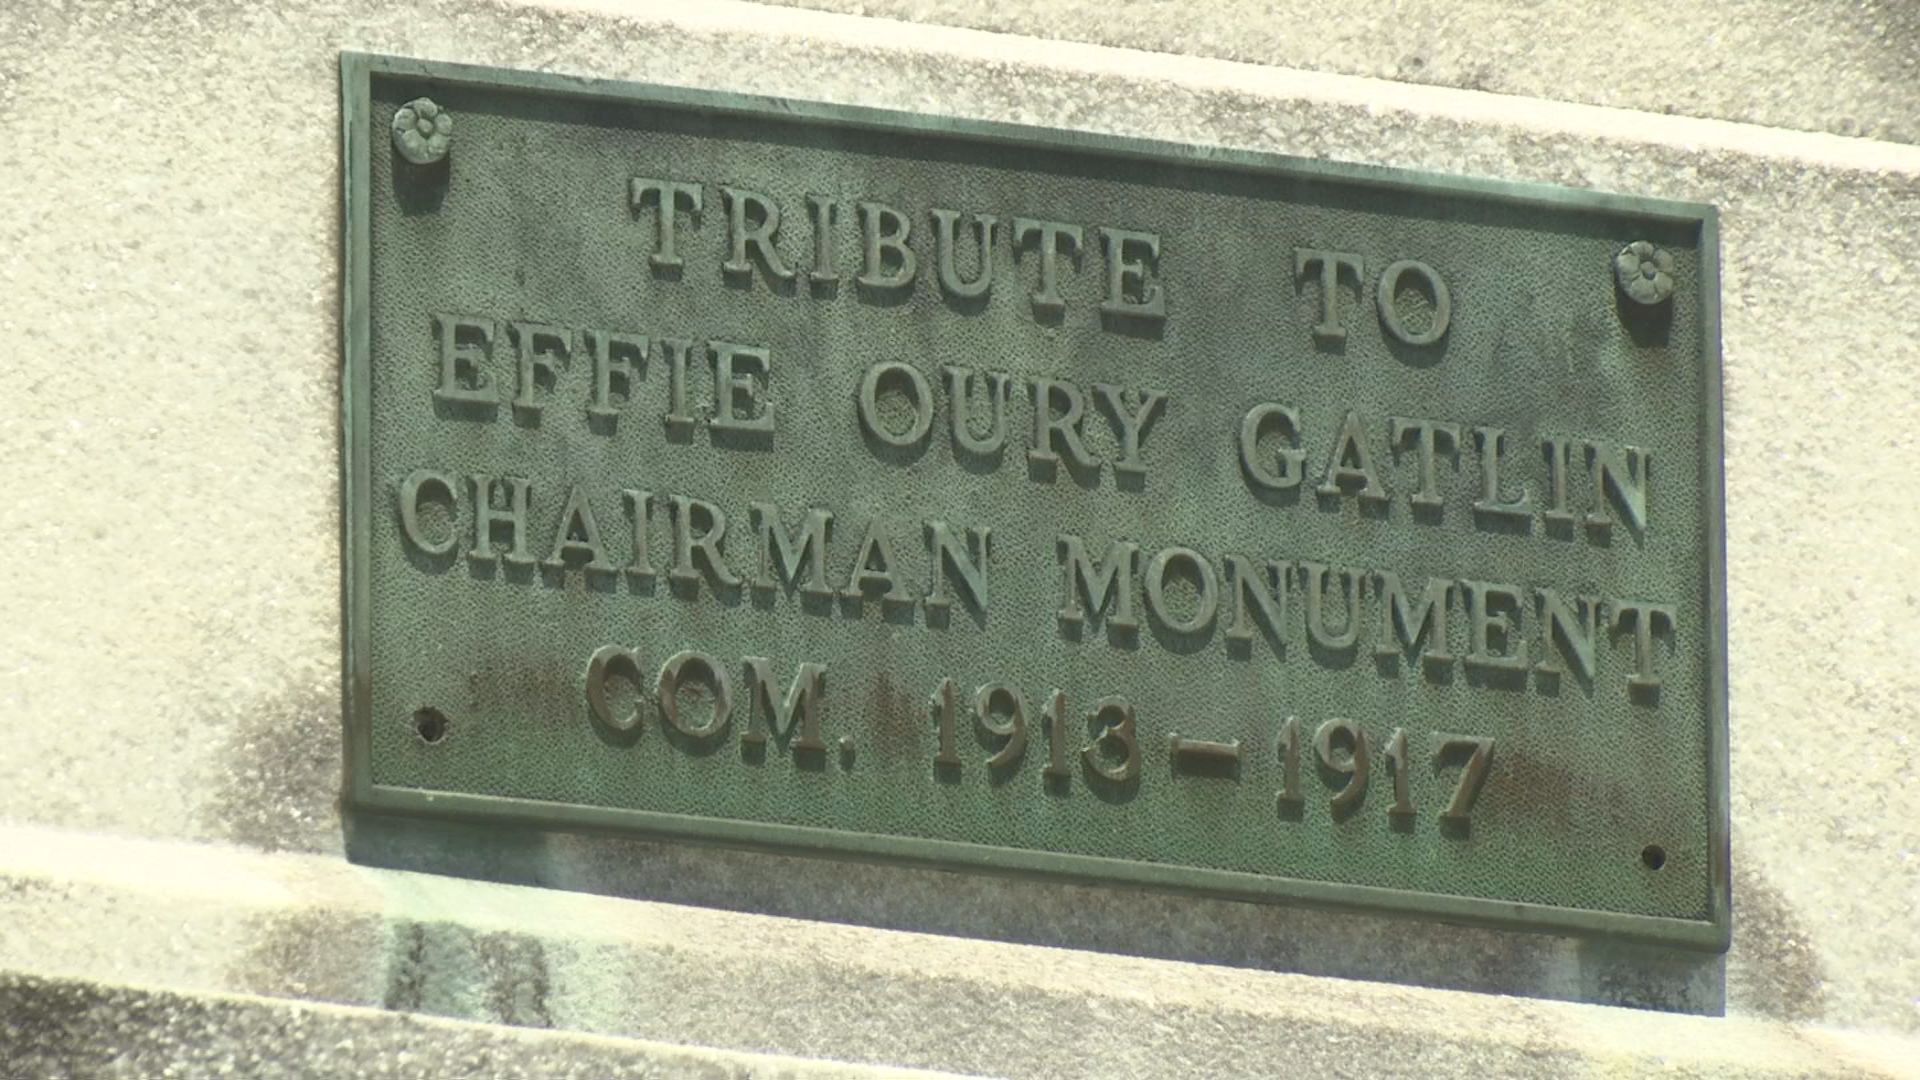 TRIBUTE TO
EFFIE OURY GATLIN
CHAIRMAN MONUMENT
COM. 1913-1917